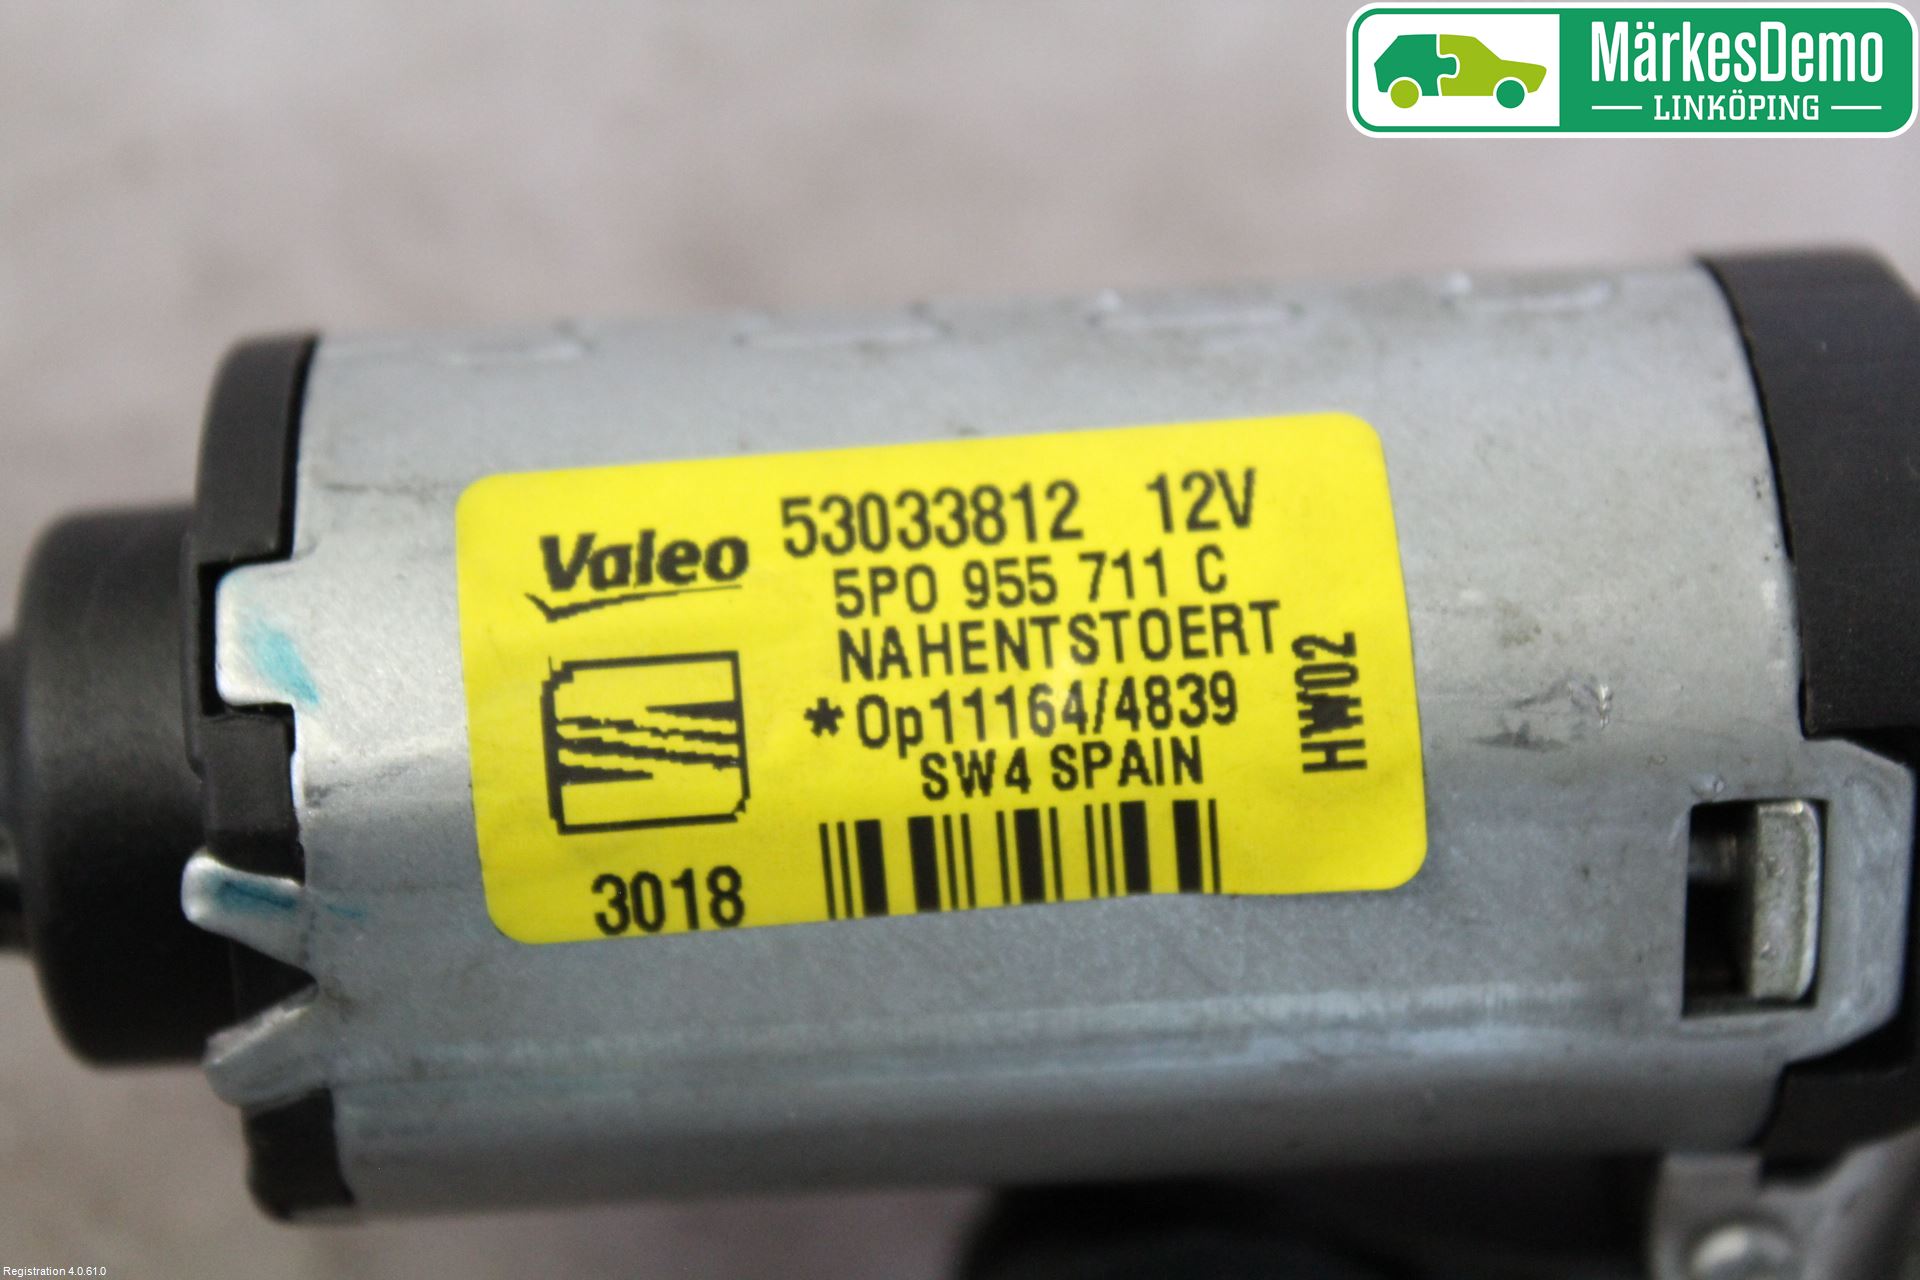 MärkesDemo
LINKÖPING
Valeo
53033812 12V
5P0 955 711 C
NAHENTSTOERT
*Op11164/4839
SW4 SPAIN
HW02
3018
Registration 4.0.61.0